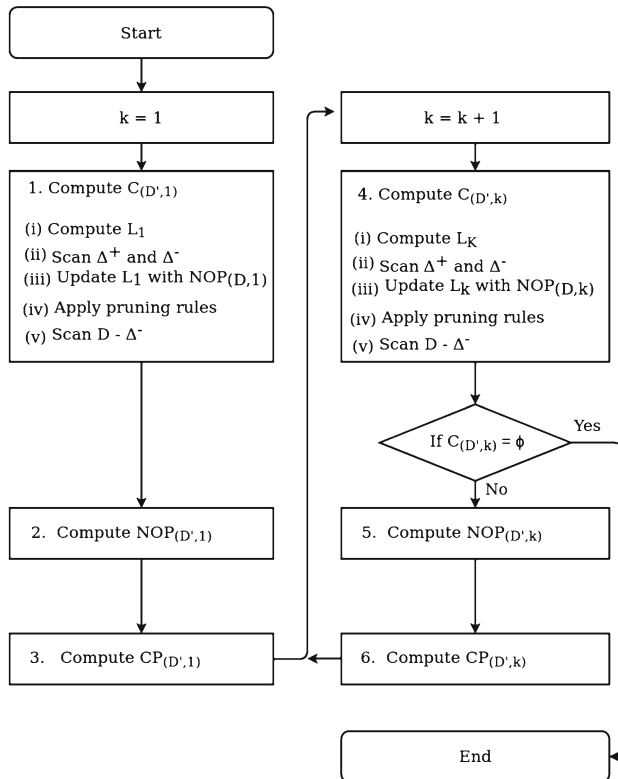 Start
k = 1
1. Compute C(D',1)
(i) Compute L1
(ii) Scan Δ+ and Δ-
(iii) Update L1 with NOP(D,1)
(iv) Apply pruning rules
(v) Scan D - Δ-
2. Compute NOP(D',1)
3. Compute CP(D',1)
k = k + 1
4. Compute C(D',k)
(i) Compute LK
(ii) Scan Δ+ and Δ-
(iii) Update Lk with NOP(D,k)
(iv) Apply pruning rules
(v) Scan D - Δ-
If C(D',k) = ϕ
Yes
No
5. Compute NOP(D',k)
6. Compute CP(D',k)
End